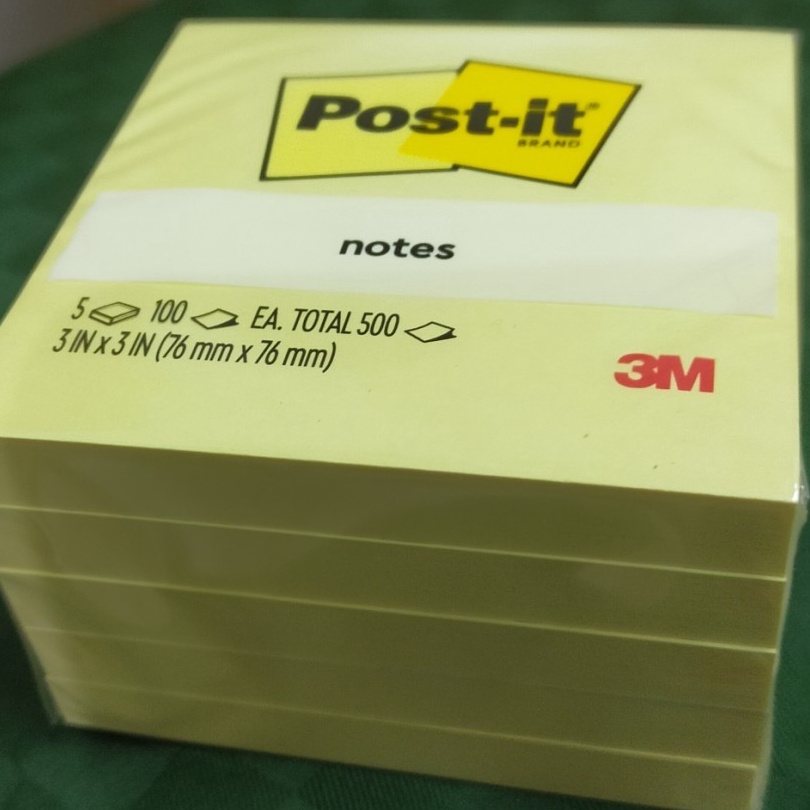 Post-it®
BRAND
notes
5 100 EA. TOTAL 500
3 IN x 3 IN (76 mm x 76 mm)
3M